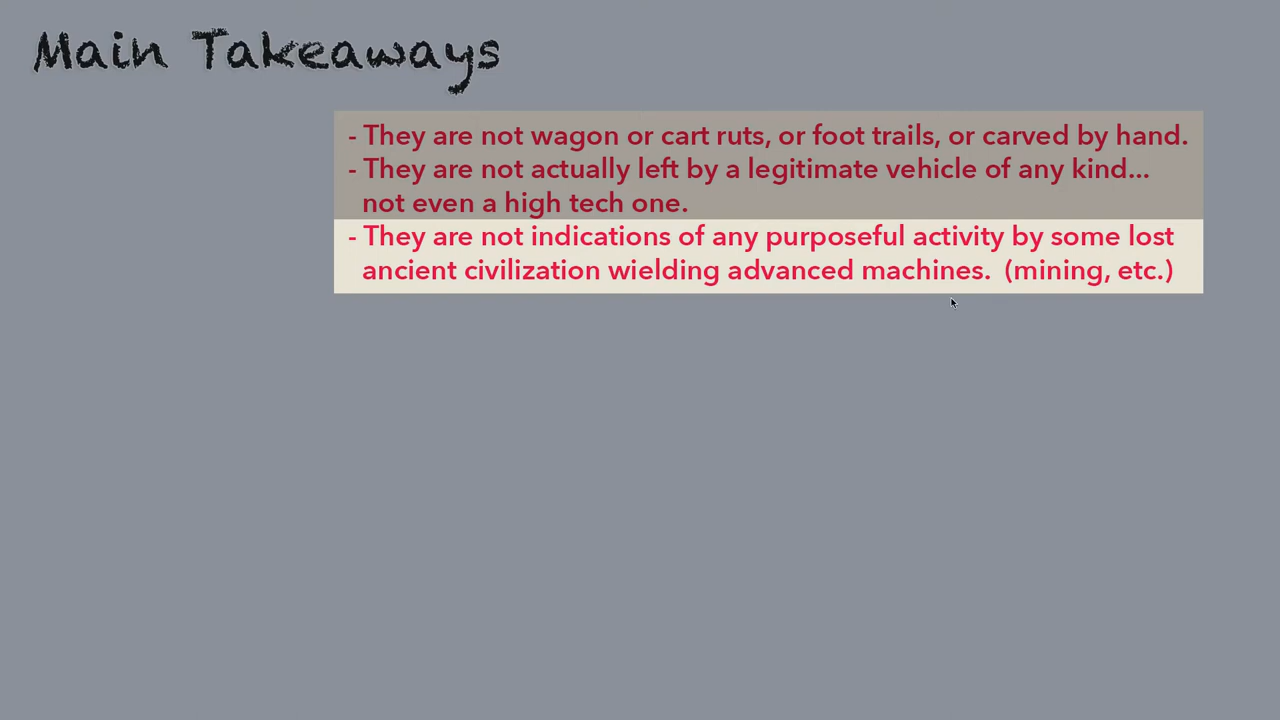 Main Takeaways
- They are not wagon or cart ruts, or foot trails, or carved by hand.
- They are not actually left by a legitimate vehicle of any kind...
not even a high tech one.
- They are not indications of any purposeful activity by some lost
ancient civilization wielding advanced machines.  (mining, etc.)